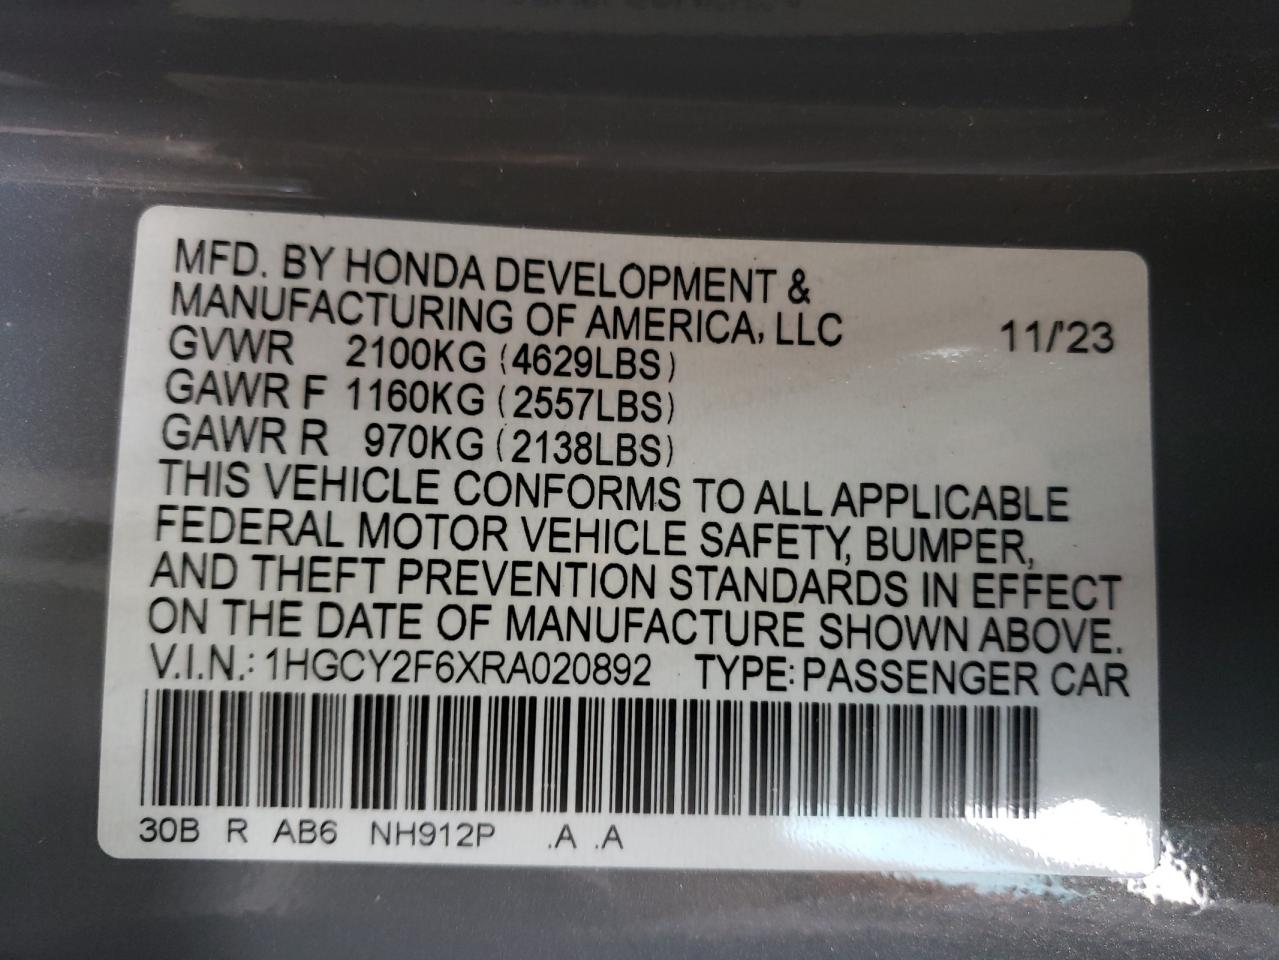 MFD. BY HONDA DEVELOPMENT &
MANUFACTURING OF AMERICA, LLC 11/'23
GVWR 2100KG (4629LBS)
GAWR F 1160KG (2557LBS)
GAWR R 970KG (2138LBS)
THIS VEHICLE CONFORMS TO ALL APPLICABLE
FEDERAL MOTOR VEHICLE SAFETY, BUMPER,
AND THEFT PREVENTION STANDARDS IN EFFECT
ON THE DATE OF MANUFACTURE SHOWN ABOVE.
V.I.N.: 1HGCY2F6XRA020892 TYPE: PASSENGER CAR
30B R AB6 NH912P .A .A